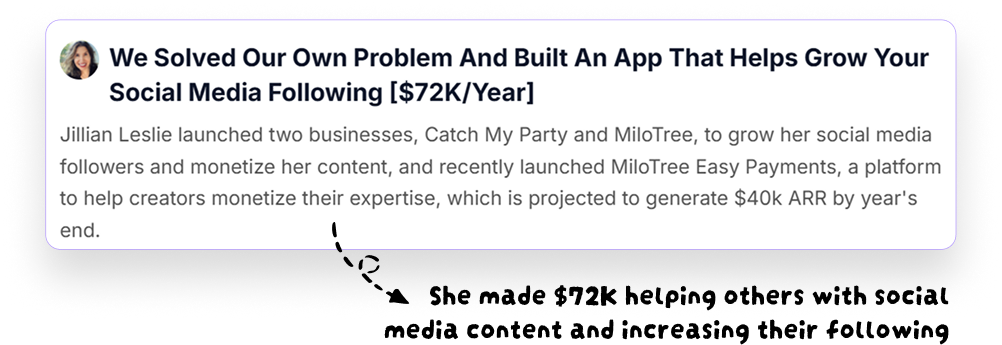 We Solved Our Own Problem And Built An App That Helps Grow Your
Social Media Following [$72K/Year]
Jillian Leslie launched two businesses, Catch My Party and MiloTree, to grow her social media
followers and monetize her content, and recently launched MiloTree Easy Payments, a platform
to help creators monetize their expertise, which is projected to generate $40k ARR by year's
end.
She made $72K helping others with social
media content and increasing their following